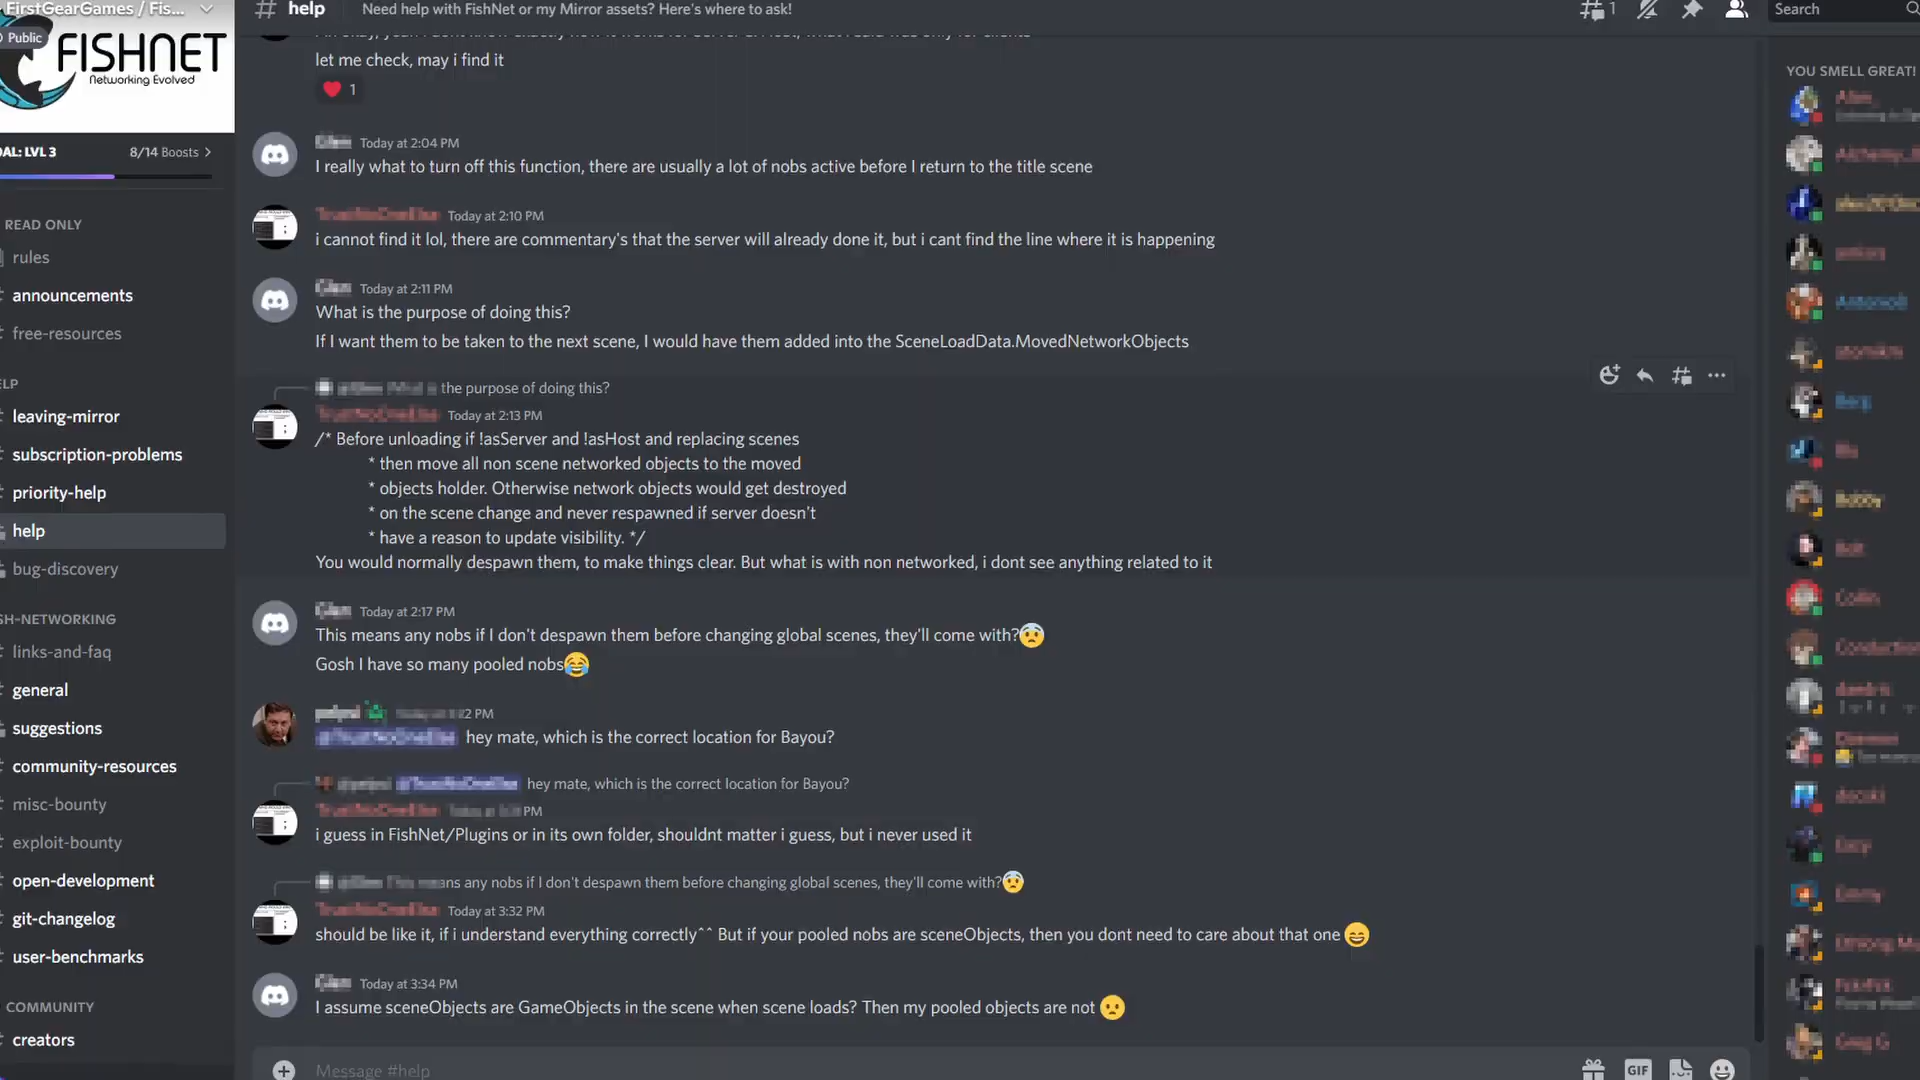 FirstGearGames / Fis...
Public
FISHNET
Networking Evolved
OAL: LVL 3
8/14 Boosts
READ ONLY
rules
announcements
free-resources
ELP
leaving-mirror
subscription-problems
priority-help
help
bug-discovery
SH-NETWORKING
links-and-faq
general
suggestions
community-resources
misc-bounty
exploit-bounty
open-development
git-changelog
user-benchmarks
COMMUNITY
creators
# help
Need help with FishNet or my Mirror assets? Here's where to ask!
1
Search
let me check, may i find it
1
Today at 2:04 PM
I really what to turn off this function, there are usually a lot of nobs active before I return to the title scene
Today at 2:10 PM
i cannot find it lol, there are commentary's that the server will already done it, but i cant find the line where it is happening
Today at 2:11 PM
What is the purpose of doing this?
If I want them to be taken to the next scene, I would have them added into the SceneLoadData.MovedNetworkObjects
the purpose of doing this?
Today at 2:13 PM
/* Before unloading if !asServer and !asHost and replacing scenes
* then move all non scene networked objects to the moved
* objects holder. Otherwise network objects would get destroyed
* on the scene change and never respawned if server doesn't
* have a reason to update visibility. */
You would normally despawn them, to make things clear. But what is with non networked, i dont see anything related to it
Today at 2:17 PM
This means any nobs if I don't despawn them before changing global scenes, they'll come with?😰
Gosh I have so many pooled nobs😂
2 PM
hey mate, which is the correct location for Bayou?
hey mate, which is the correct location for Bayou?
PM
i guess in FishNet/Plugins or in its own folder, shouldnt matter i guess, but i never used it
any nobs if I don't despawn them before changing global scenes, they'll come with?😰
Today at 3:32 PM
should be like it, if i understand everything correctly^^ But if your pooled nobs are sceneObjects, then you dont need to care about that one 😄
Today at 3:34 PM
I assume sceneObjects are GameObjects in the scene when scene loads? Then my pooled objects are not 🙁
Message #help
GIF
YOU SMELL GREAT!